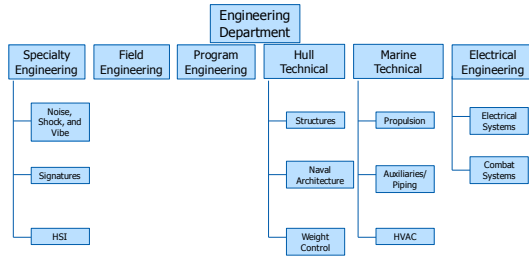 Engineering
Department
Specialty
Engineering
Field
Engineering
Program
Engineering
Hull
Technical
Marine
Technical
Electrical
Engineering
Noise,
Shock, and
Vibe
Structures
Propulsion
Electrical
Systems
Signatures
Naval
Architecture
Auxiliaries/
Piping
Combat
Systems
HSI
Weight
Control
HVAC